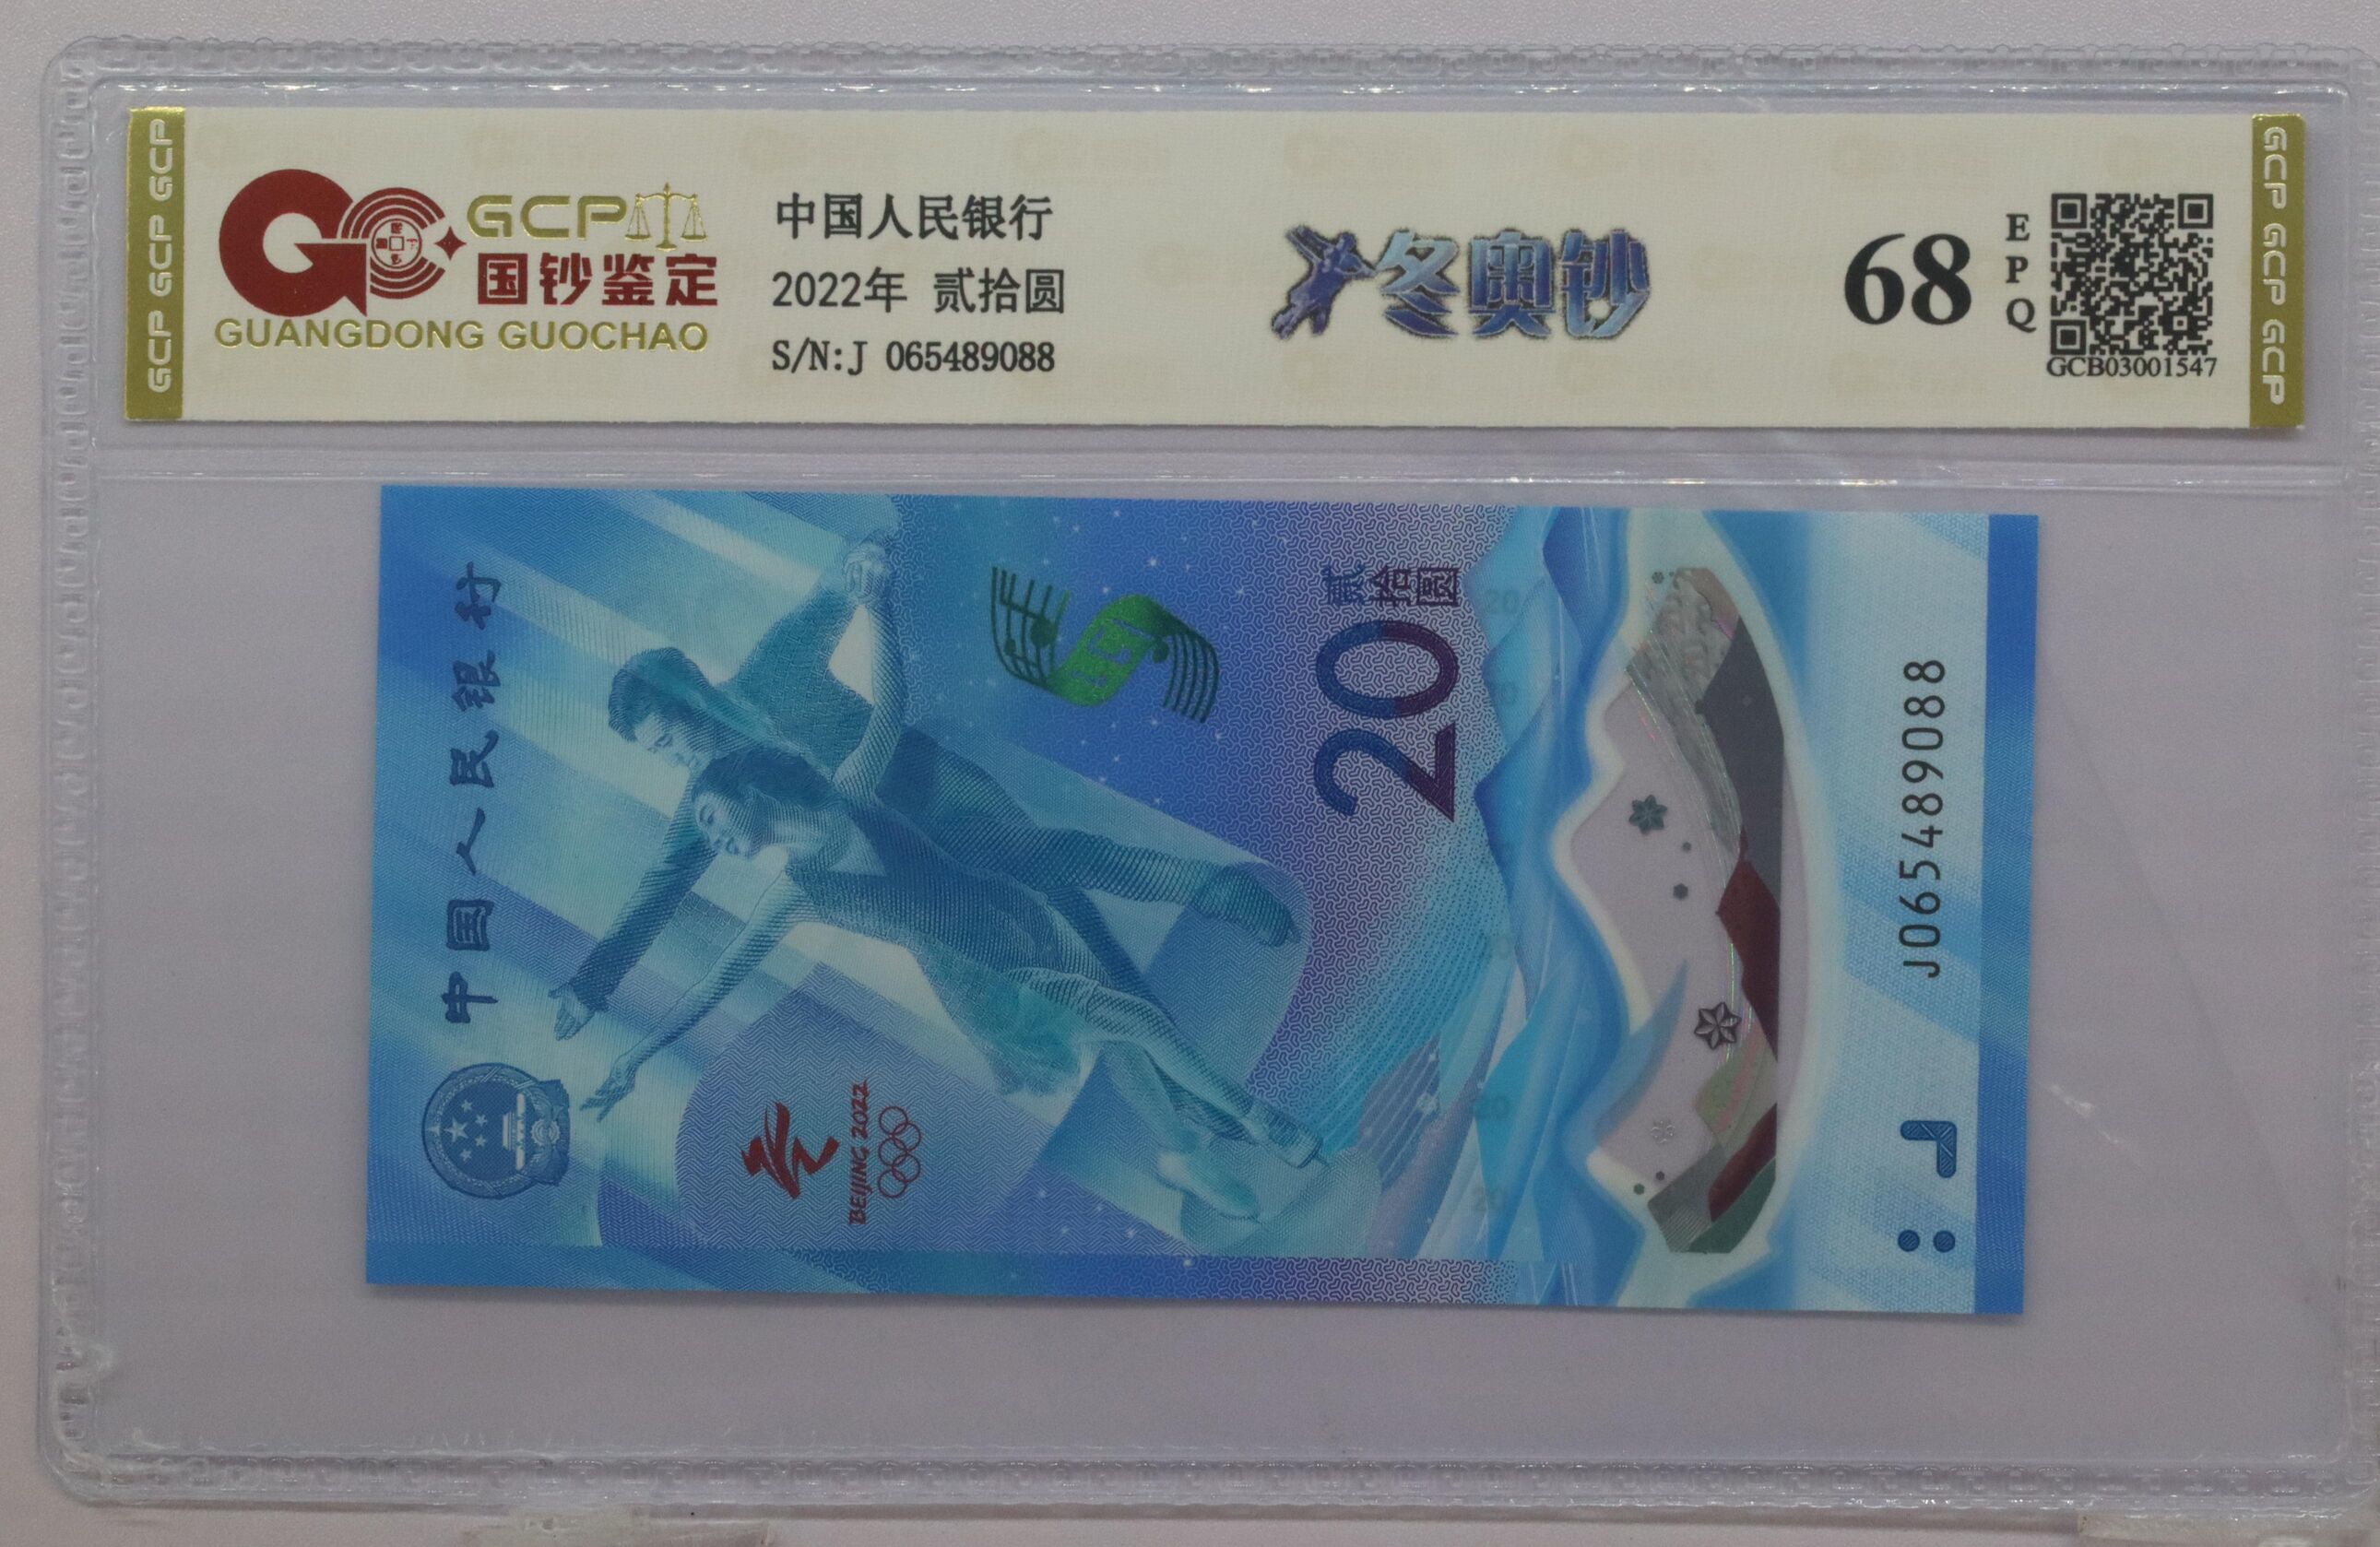 GCP GCP GCP
GCP
国钞鉴定
GUANGDONG GUOCHAO
中国人民银行
2022年 贰拾圆
S/N:J 065489088
冬奥钞
68
EPQ
GCB03001547
GCP GCP GCP
中国人民银行
BEIJING 2022
贰拾圆
20
J065489088